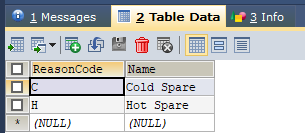 1 Messages 2 Table Data 3 Info
ReasonCode Name
C Cold Spare
H Hot Spare
* (NULL) (NULL)